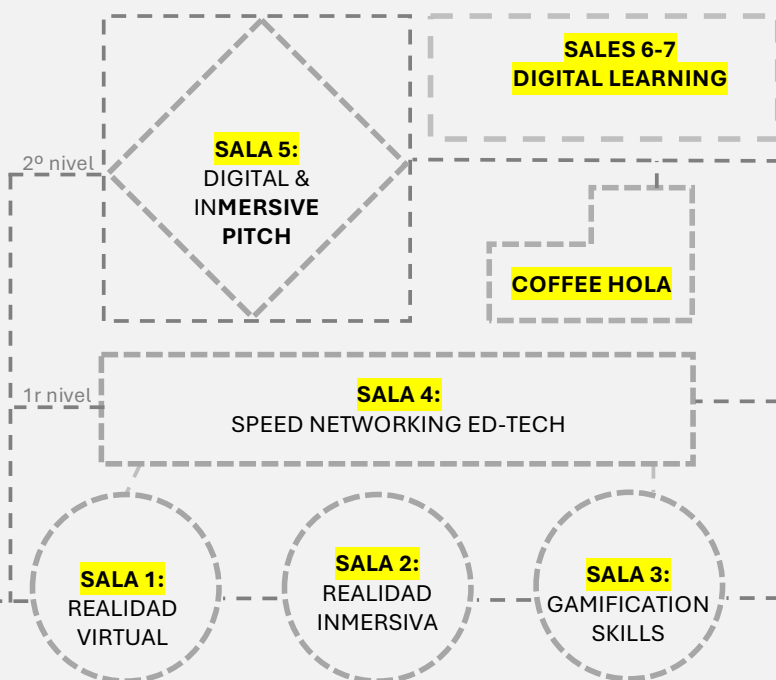 SALES 6-7
DIGITAL LEARNING
2º nivel
SALA 5:
DIGITAL &
INMERSIVE
PITCH
COFFEE HOLA
1r nivel
SALA 4:
SPEED NETWORKING ED-TECH
SALA 1:
REALIDAD
VIRTUAL
SALA 2:
REALIDAD
INMERSIVA
SALA 3:
GAMIFICATION
SKILLS